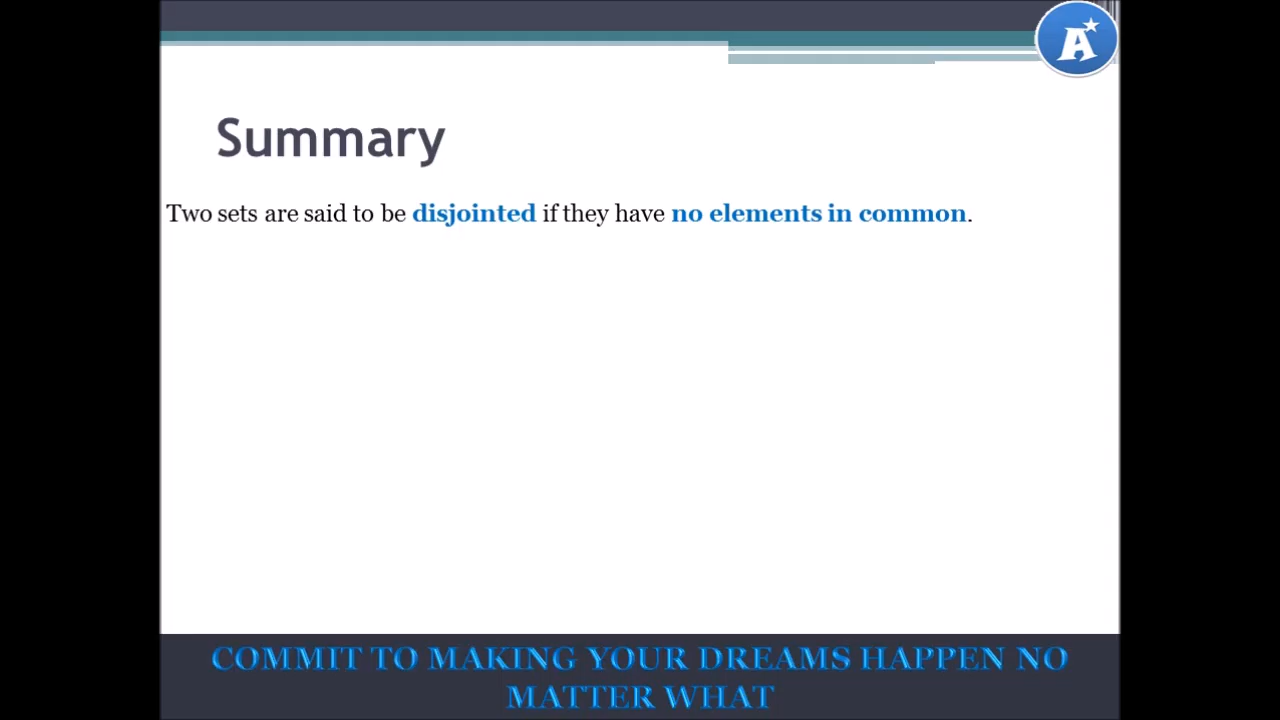 A
Summary
Two sets are said to be disjointed if they have no elements in common.
COMMIT TO MAKING YOUR DREAMS HAPPEN NO
MATTER WHAT